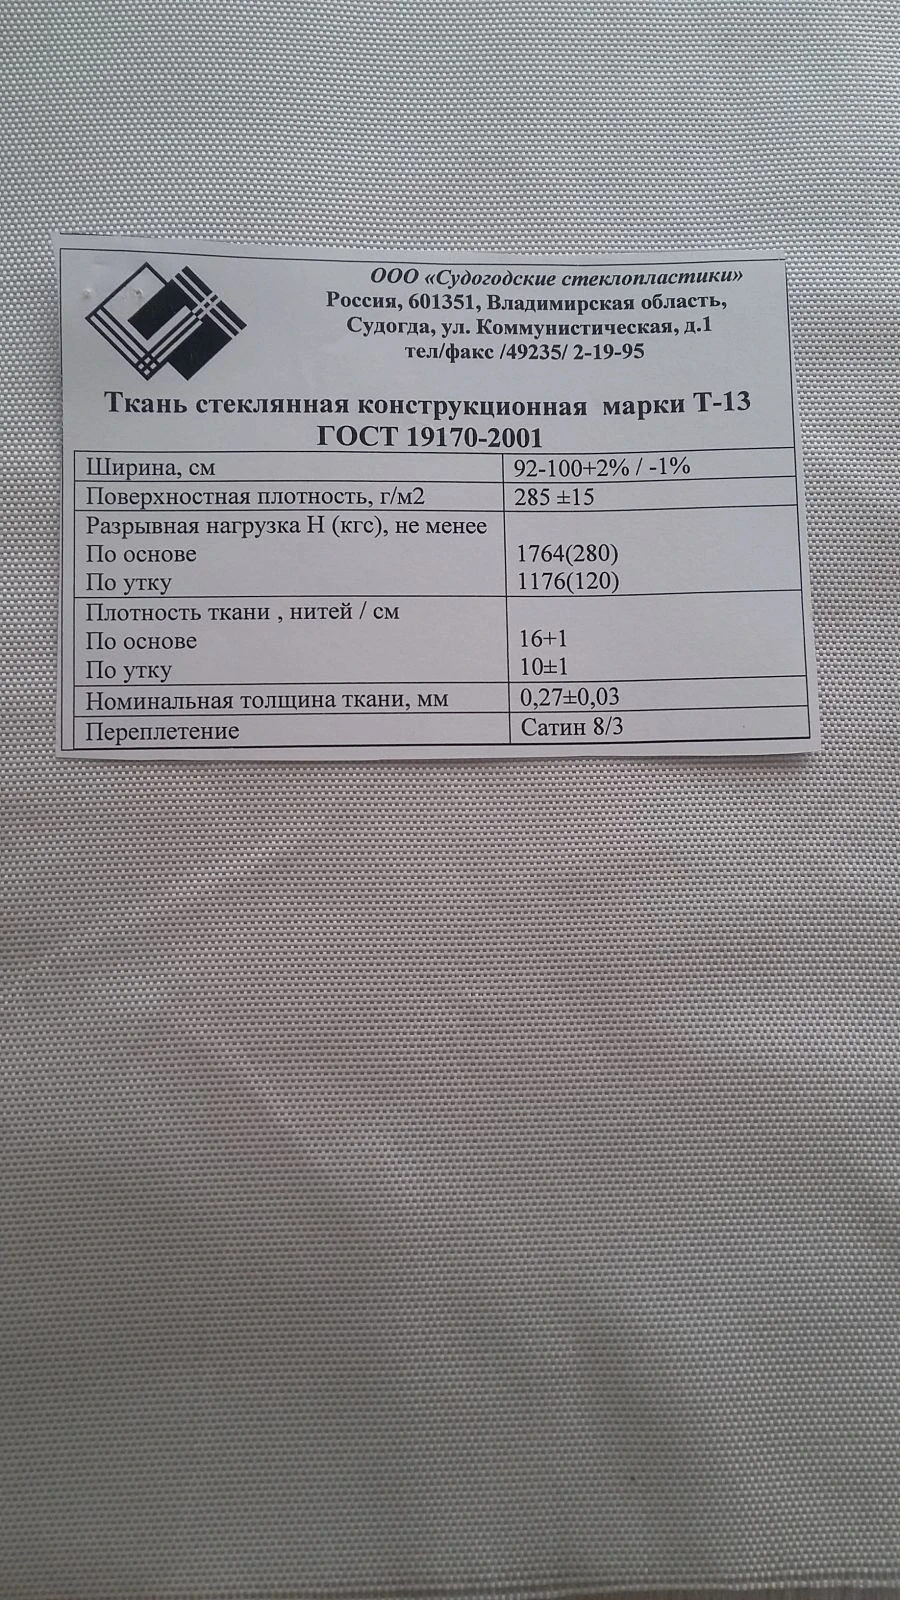 ООО «Судогодские стеклопластики»
Россия, 601351, Владимирская область,
Судогда, ул. Коммунистическая, д.1
тел/факс /49235/ 2-19-95
Ткань стеклянная конструкционная марки Т-13
ГОСТ 19170-2001
Ширина, см 92-100+2% / -1%
Поверхностная плотность, г/м2 285 ±15
Разрывная нагрузка Н (кгс), не менее
По основе 1764(280)
По утку 1176(120)
Плотность ткани , нитей / см
По основе 16+1
По утку 10±1
Номинальная толщина ткани, мм 0,27±0,03
Переплетение Сатин 8/3